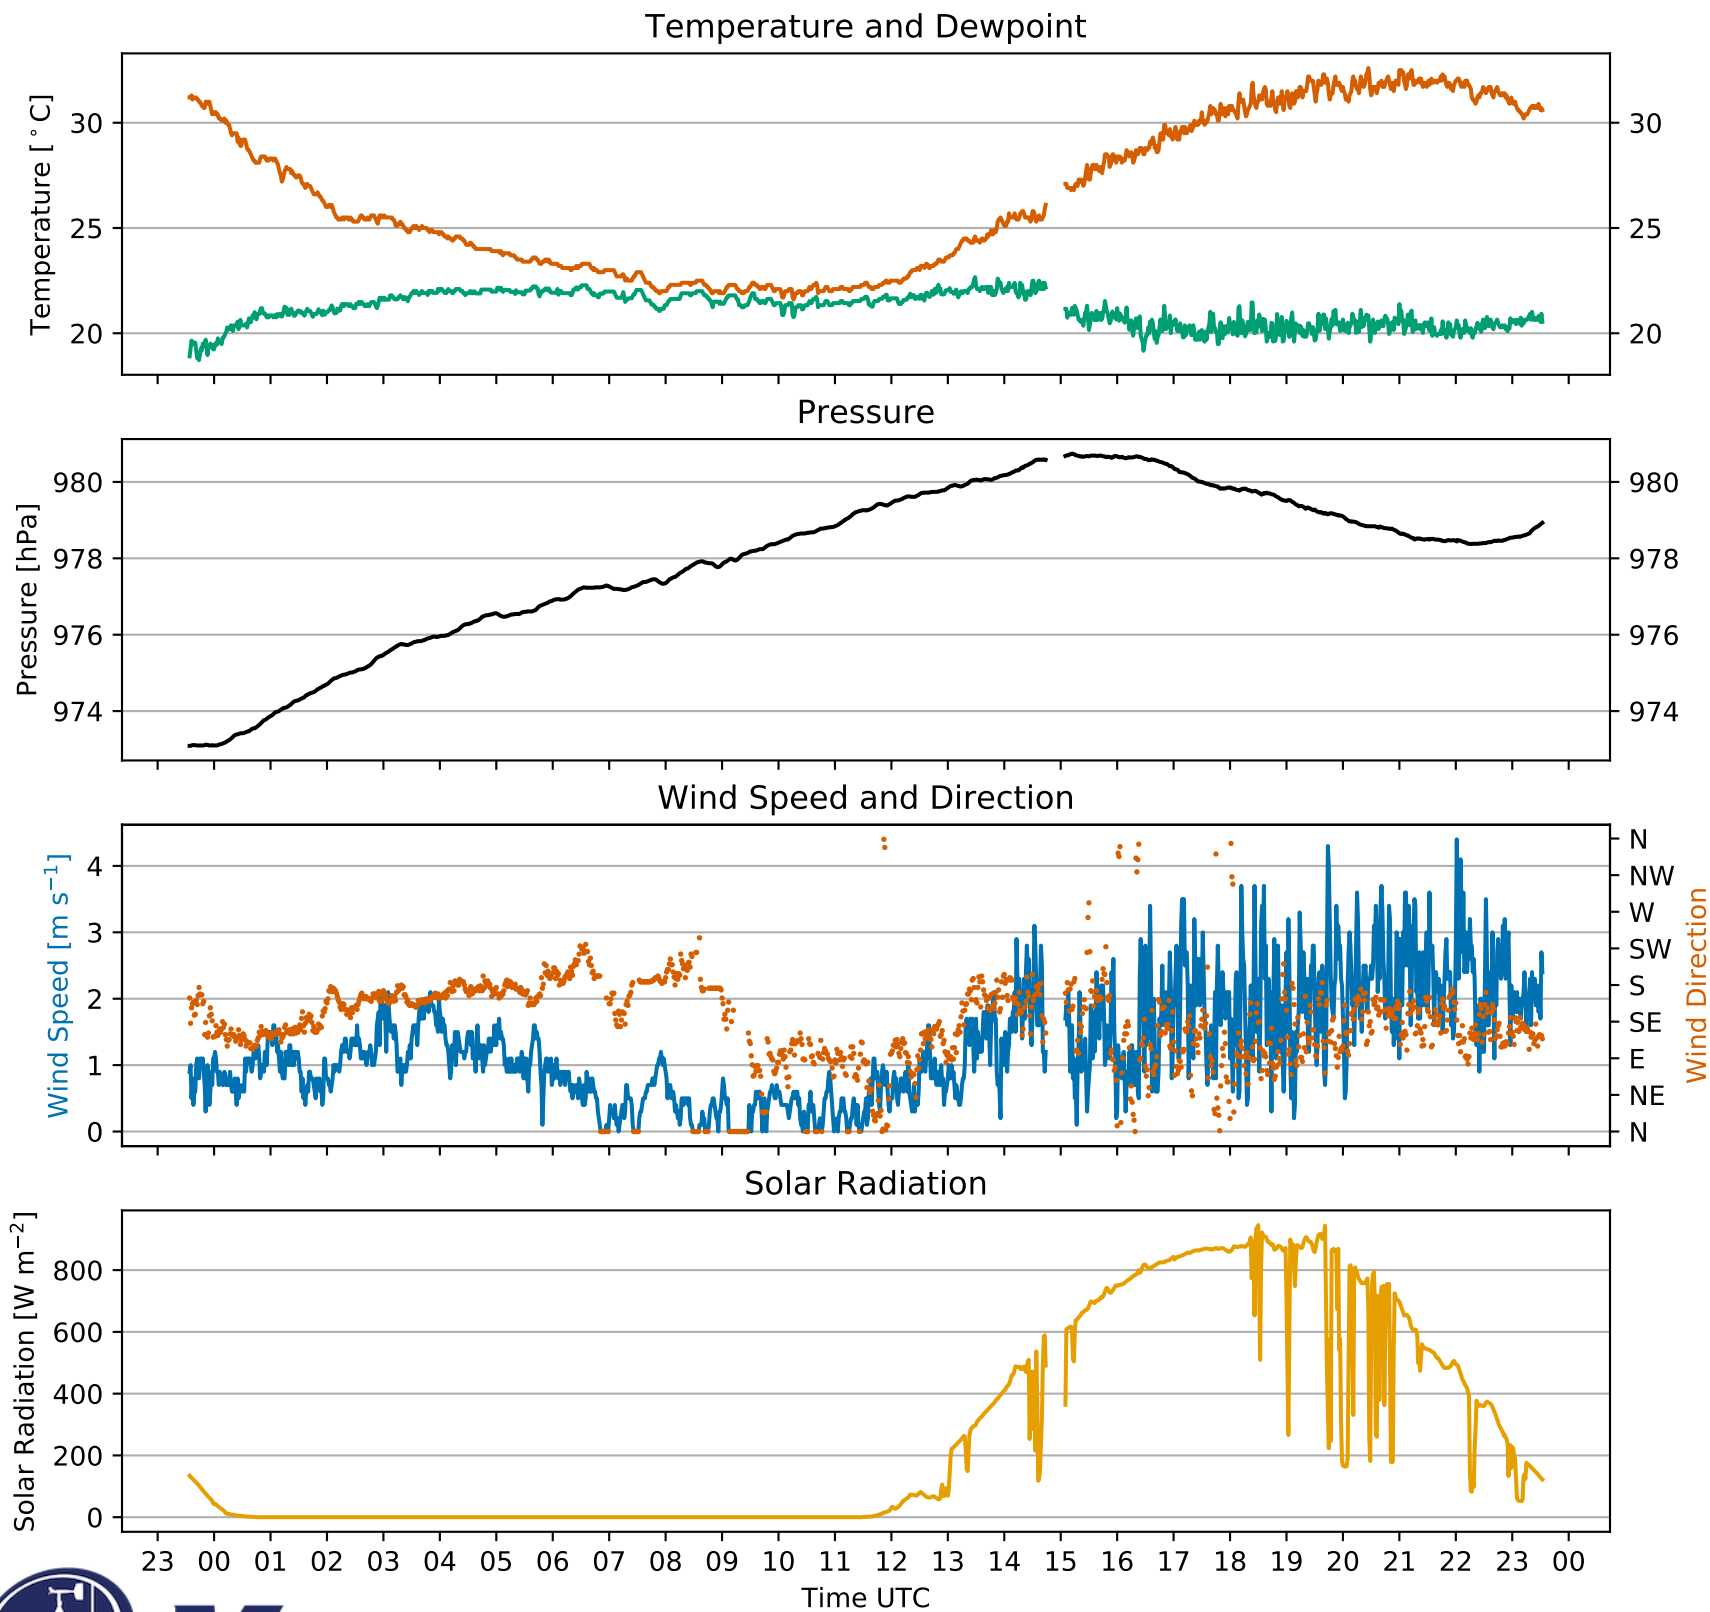 Temperature and Dewpoint
Temperature [°C]
30
25
20
30
25
20
Pressure
Pressure [hPa]
980
978
976
974
980
978
976
974
Wind Speed and Direction
Wind Speed [m s⁻¹]
4
3
2
1
0
N
NW
W
SW
S
SE
E
NE
N
Wind Direction
Solar Radiation
Solar Radiation [W m⁻²]
800
600
400
200
0
23 00 01 02 03 04 05 06 07 08 09 10 11 12 13 14 15 16 17 18 19 20 21 22 23 00
Time UTC